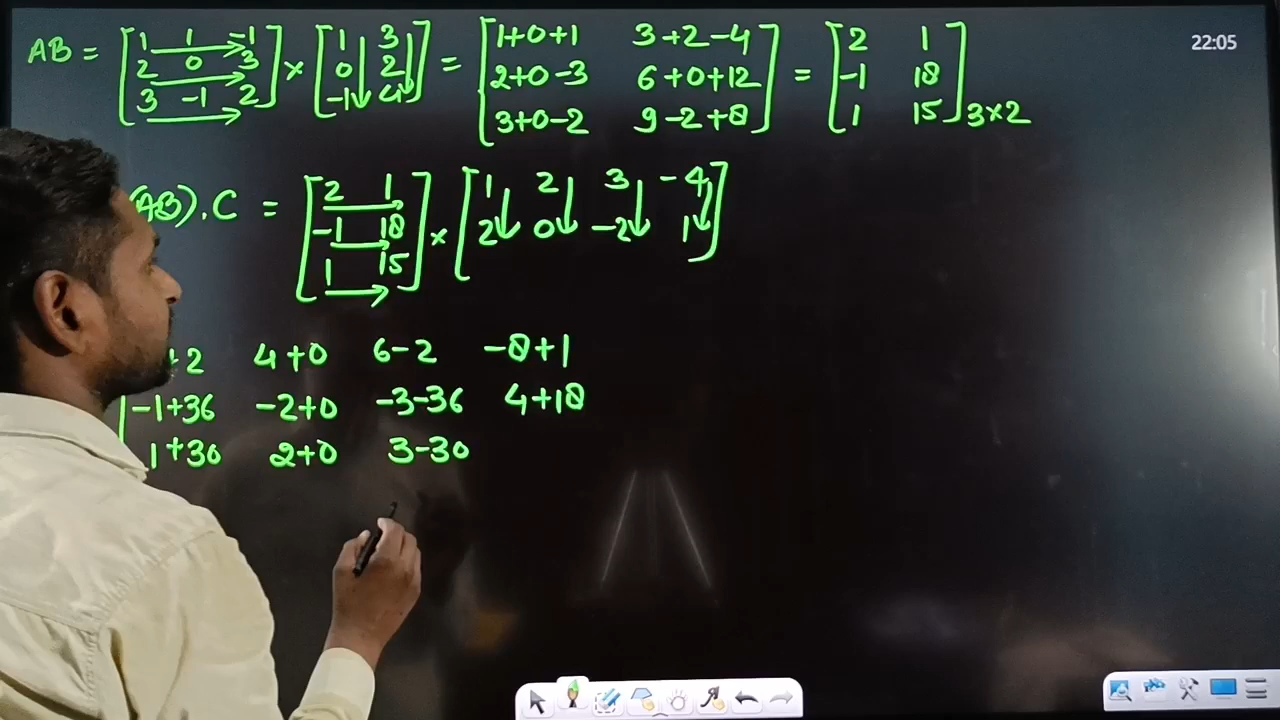 22:05
AB = [1 1 -1 × [1 3 = [1+0+1 3+2-4 = [2 1
2 0 3 0 2 2+0-3 6+0+12 -1 18
3 -1 2] -1 4] 3+0-2 9-2+8] 1 15]3×2
(AB).C = [2 1 × [1 2 3 -4
-1 18 2 0 -2 1]
1 15]
+2 4+0 6-2 -8+1
-1+36 -2+0 -3-36 4+18
1+30 2+0 3-30